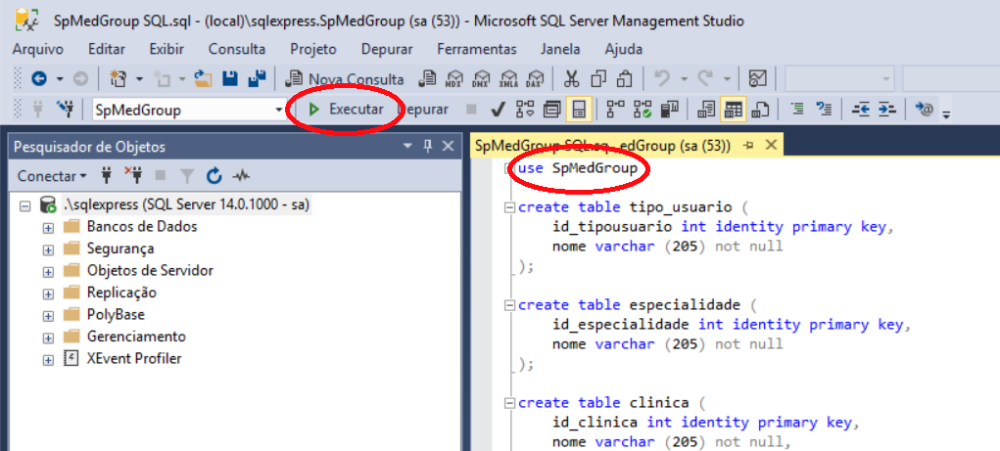 SpMedGroup SQL.sql - (local)\sqlexpress.SpMedGroup (sa (53)) - Microsoft SQL Server Management Studio
Arquivo Editar Exibir Consulta Projeto Depurar Ferramentas Janela Ajuda
Nova Consulta MDX DMX XMLA DAX
SpMedGroup Executar Depurar
Pesquisador de Objetos
SpMedGroup SQL.sq...edGroup (sa (53))
Conectar
use SpMedGroup
.\sqlexpress (SQL Server 14.0.1000 - sa)
Bancos de Dados
Segurança
Objetos de Servidor
Replicação
PolyBase
Gerenciamento
XEvent Profiler
create table tipo_usuario (
id_tipousuario int identity primary key,
nome varchar (205) not null
);
create table especialidade (
id_especialidade int identity primary key,
nome varchar (205) not null
);
create table clinica (
id_clinica int identity primary key,
nome varchar (205) not null,